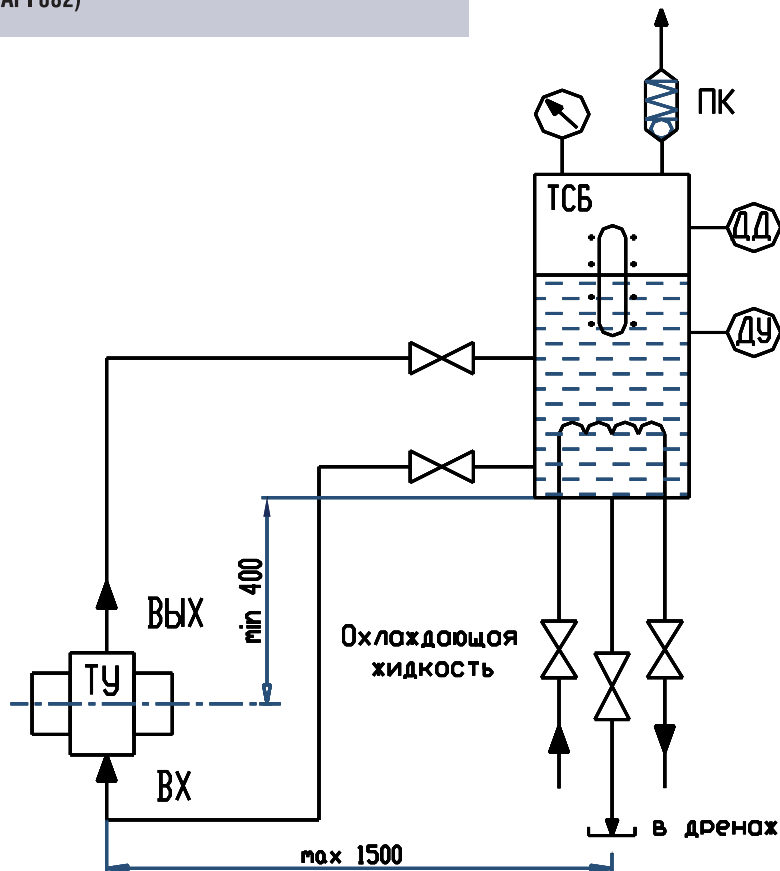 ПК
ТСБ
ДД
ДУ
ВЫХ
min 400
Охлаждающая
жидкость
ТУ
ВХ
в дренаж
max 1500